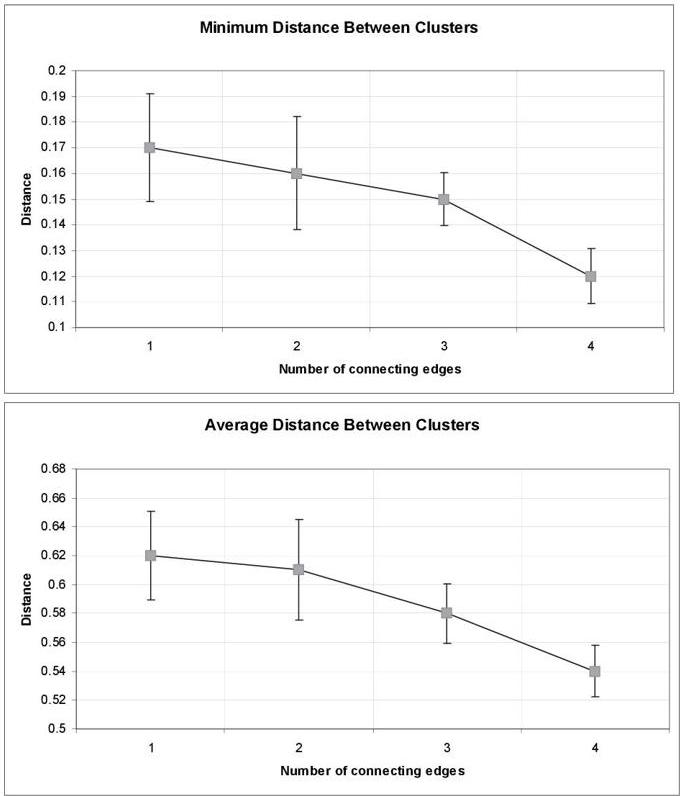 Minimum Distance Between Clusters
0.2
0.19
0.18
0.17
0.16
0.15
0.14
0.13
0.12
0.11
0.1
Distance
1 2 3 4
Number of connecting edges
Average Distance Between Clusters
0.68
0.66
0.64
0.62
0.6
0.58
0.56
0.54
0.52
0.5
Distance
1 2 3 4
Number of connecting edges